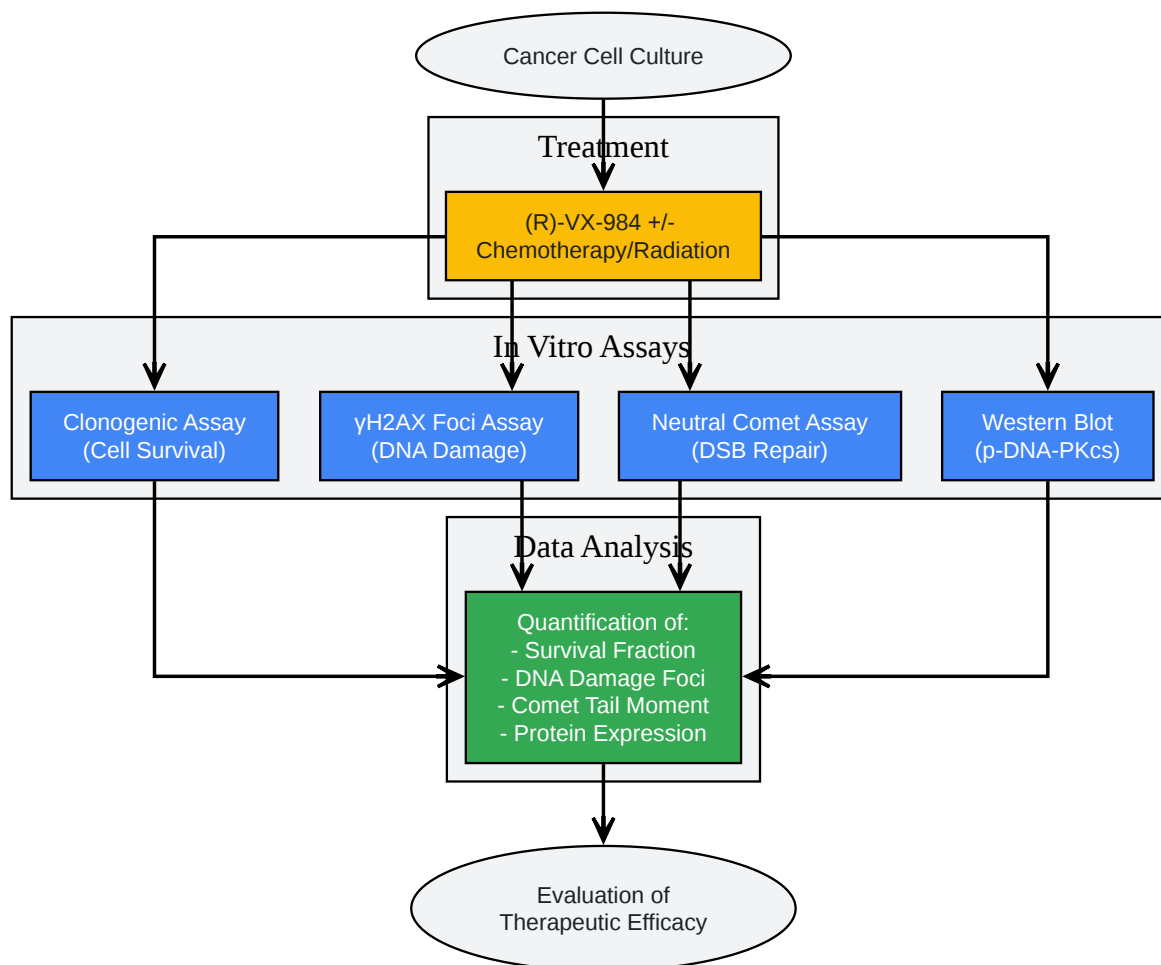 Cancer Cell Culture
Treatment
(R)-VX-984 +/-
Chemotherapy/Radiation
In Vitro Assays
Clonogenic Assay
(Cell Survival)
γH2AX Foci Assay
(DNA Damage)
Neutral Comet Assay
(DSB Repair)
Western Blot
(p-DNA-PKcs)
Data Analysis
Quantification of:
- Survival Fraction
- DNA Damage Foci
- Comet Tail Moment
- Protein Expression
Evaluation of
Therapeutic Efficacy